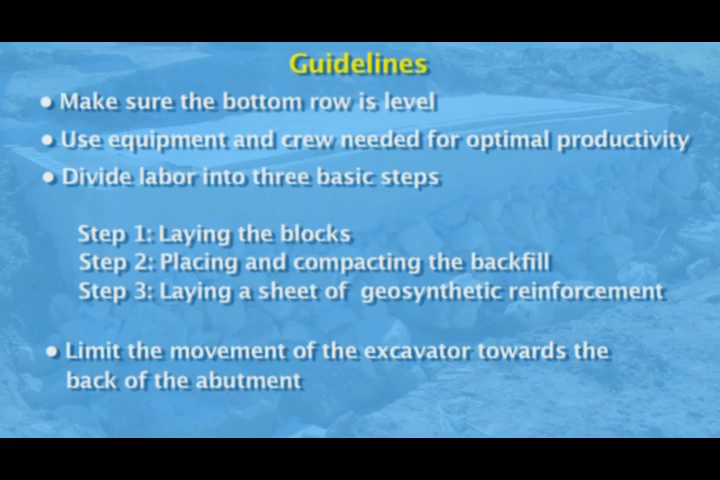 Guidelines
• Make sure the bottom row is level
• Use equipment and crew needed for optimal productivity
• Divide labor into three basic steps
Step 1: Laying the blocks
Step 2: Placing and compacting the backfill
Step 3: Laying a sheet of geosynthetic reinforcement
• Limit the movement of the excavator towards the
back of the abutment